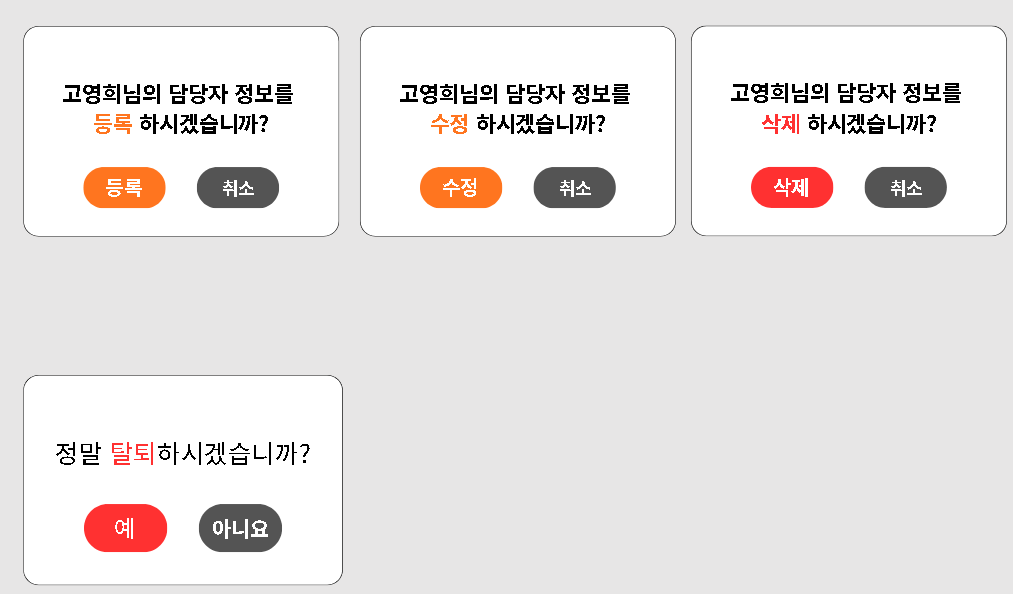 고영희님의 담당자 정보를
등록 하시겠습니까?
등록 취소
고영희님의 담당자 정보를
수정 하시겠습니까?
수정 취소
고영희님의 담당자 정보를
삭제 하시겠습니까?
삭제 취소
정말 탈퇴하시겠습니까?
예 아니요